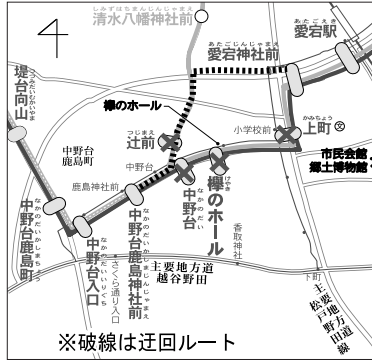 しみずはちまんじんじゃまえ
清水八幡神社前
あたごえき
愛宕駅
あたごじんじゃまえ
愛宕神社前
つつみだいむかいやま
堤台向山
欅のホール
つじまえ
辻前
小学校前
かみちょう
上町
文
市民会館
郷土博物館
中野台
鹿島町
中野台
鹿島神社前
中野台鹿島町
なかのだいかしまちょう
中野台入口
なかのだいいりぐち
さくら通り入口
中野台鹿島神社前
なかのだいかしまじんじゃまえ
中野台
なかのだい
欅のホール
けやき
香取神社
下町
主要地方道
越谷野田
主要地方道
松戸野田線
※破線は迂回ルート